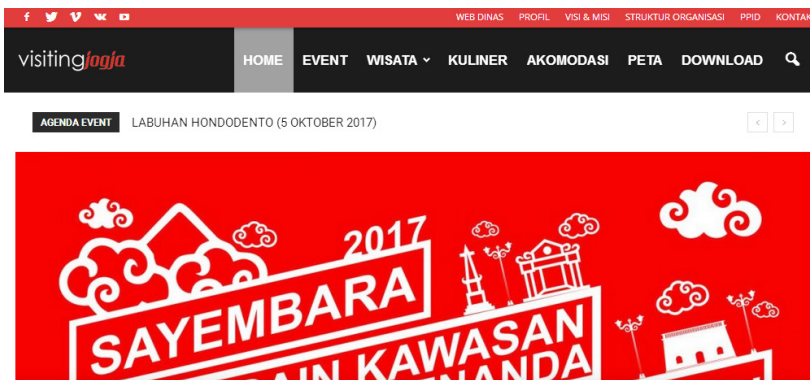 WEB DINAS PROFIL VISI & MISI STRUKTUR ORGANISASI PPID KONTAK
visitingjogja HOME EVENT WISATA KULINER AKOMODASI PETA DOWNLOAD
AGENDA EVENT LABUHAN HONDODENTO (5 OKTOBER 2017)
2017
SAYEMBARA
KAWASAN